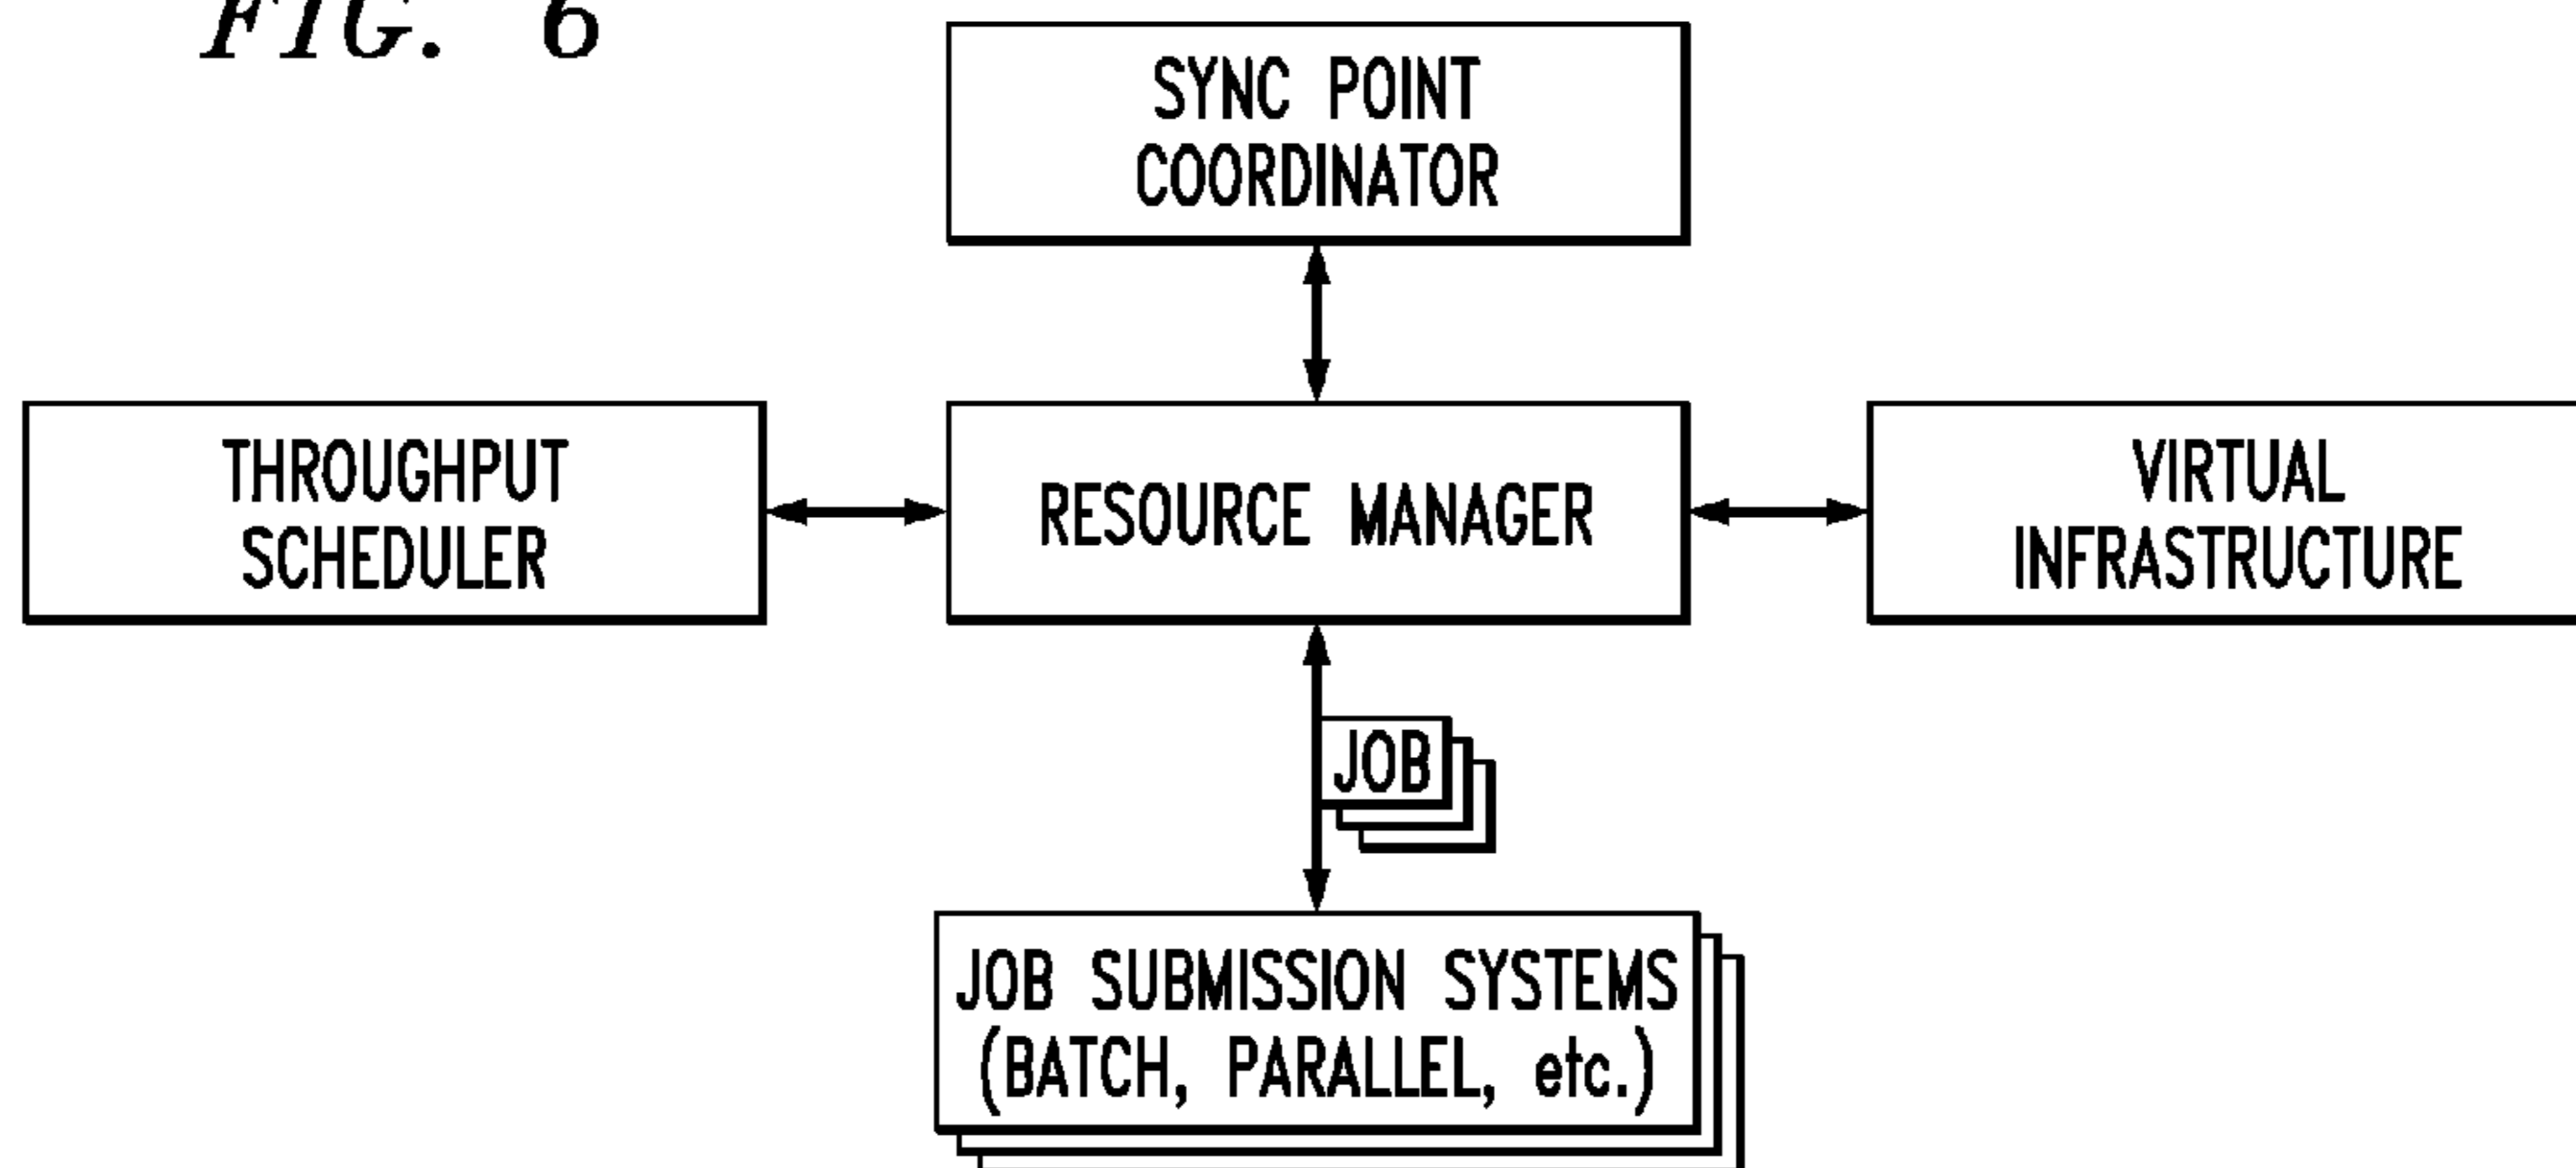 FIG. 6
SYNC POINT
COORDINATOR
THROUGHPUT
SCHEDULER
RESOURCE MANAGER
VIRTUAL
INFRASTRUCTURE
JOB
JOB SUBMISSION SYSTEMS
(BATCH, PARALLEL, etc.)